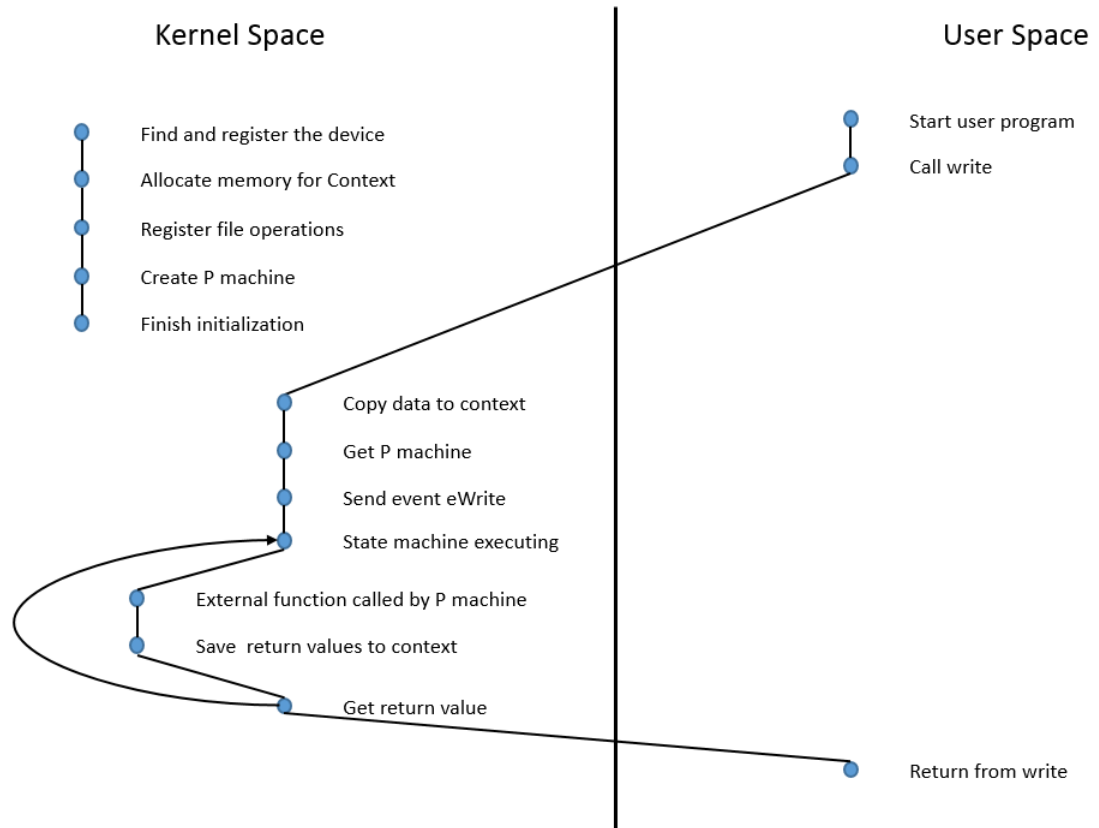 Kernel Space
User Space
Find and register the device
Allocate memory for Context
Register file operations
Create P machine
Finish initialization
Start user program
Call write
Copy data to context
Get P machine
Send event eWrite
State machine executing
External function called by P machine
Save  return values to context
Get return value
Return from write